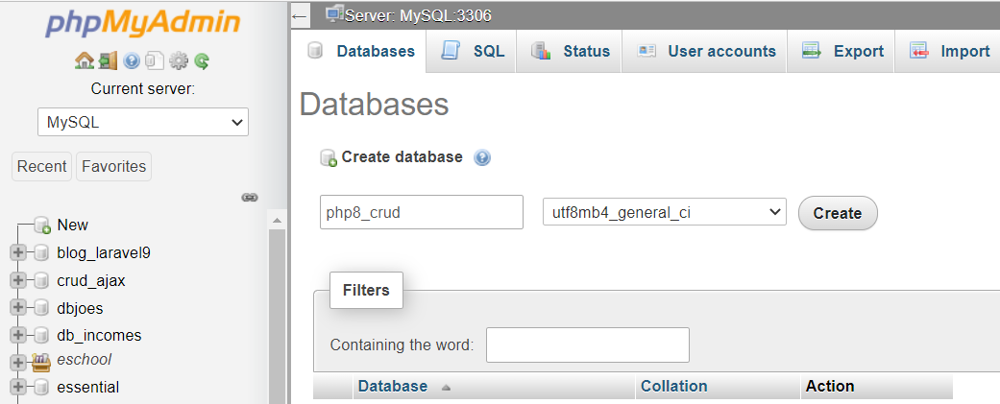 phpMyAdmin
Current server:
MySQL
Recent Favorites
New
blog_laravel9
crud_ajax
dbjoes
db_incomes
eschool
essential
Server: MySQL:3306
Databases SQL Status User accounts Export Import
Databases
Create database
php8_crud utf8mb4_general_ci Create
Filters
Containing the word:
Database Collation Action